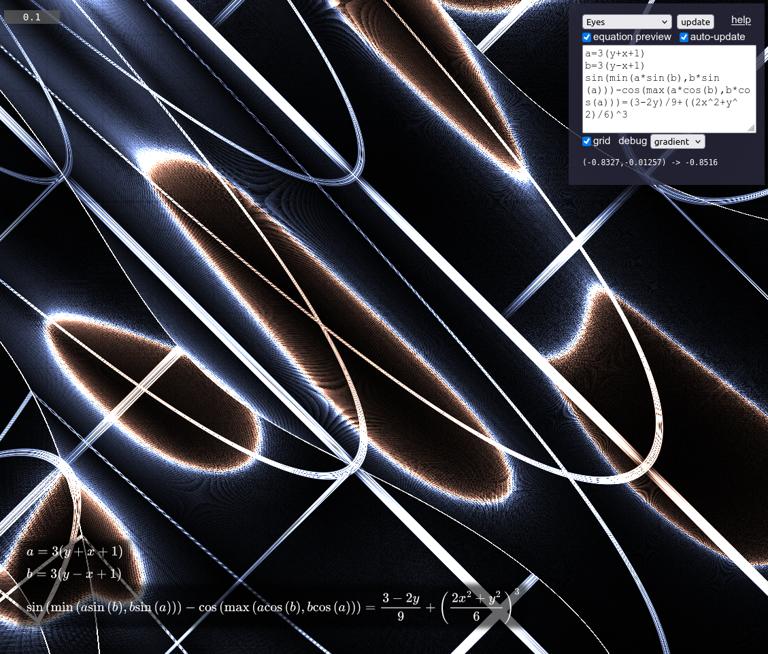 0.1
Eyes update help
equation preview auto-update
a=3(y+x+1)
b=3(y-x+1)
sin(min(a*sin(b),b*sin
(a)))-cos(max(a*cos(b),b*co
s(a)))=(3-2y)/9+((2x^2+y^
2)/6)^3
grid debug gradient
(-0.8327,-0.01257) -> -0.8516
a = 3(y + x + 1)
b = 3(y − x + 1)
sin (min (a sin (b), b sin (a))) − cos (max (a cos (b), b cos (a))) = \frac{3 − 2y}{9} + \left(\frac{2x^2 + y^2}{6}\right)^3